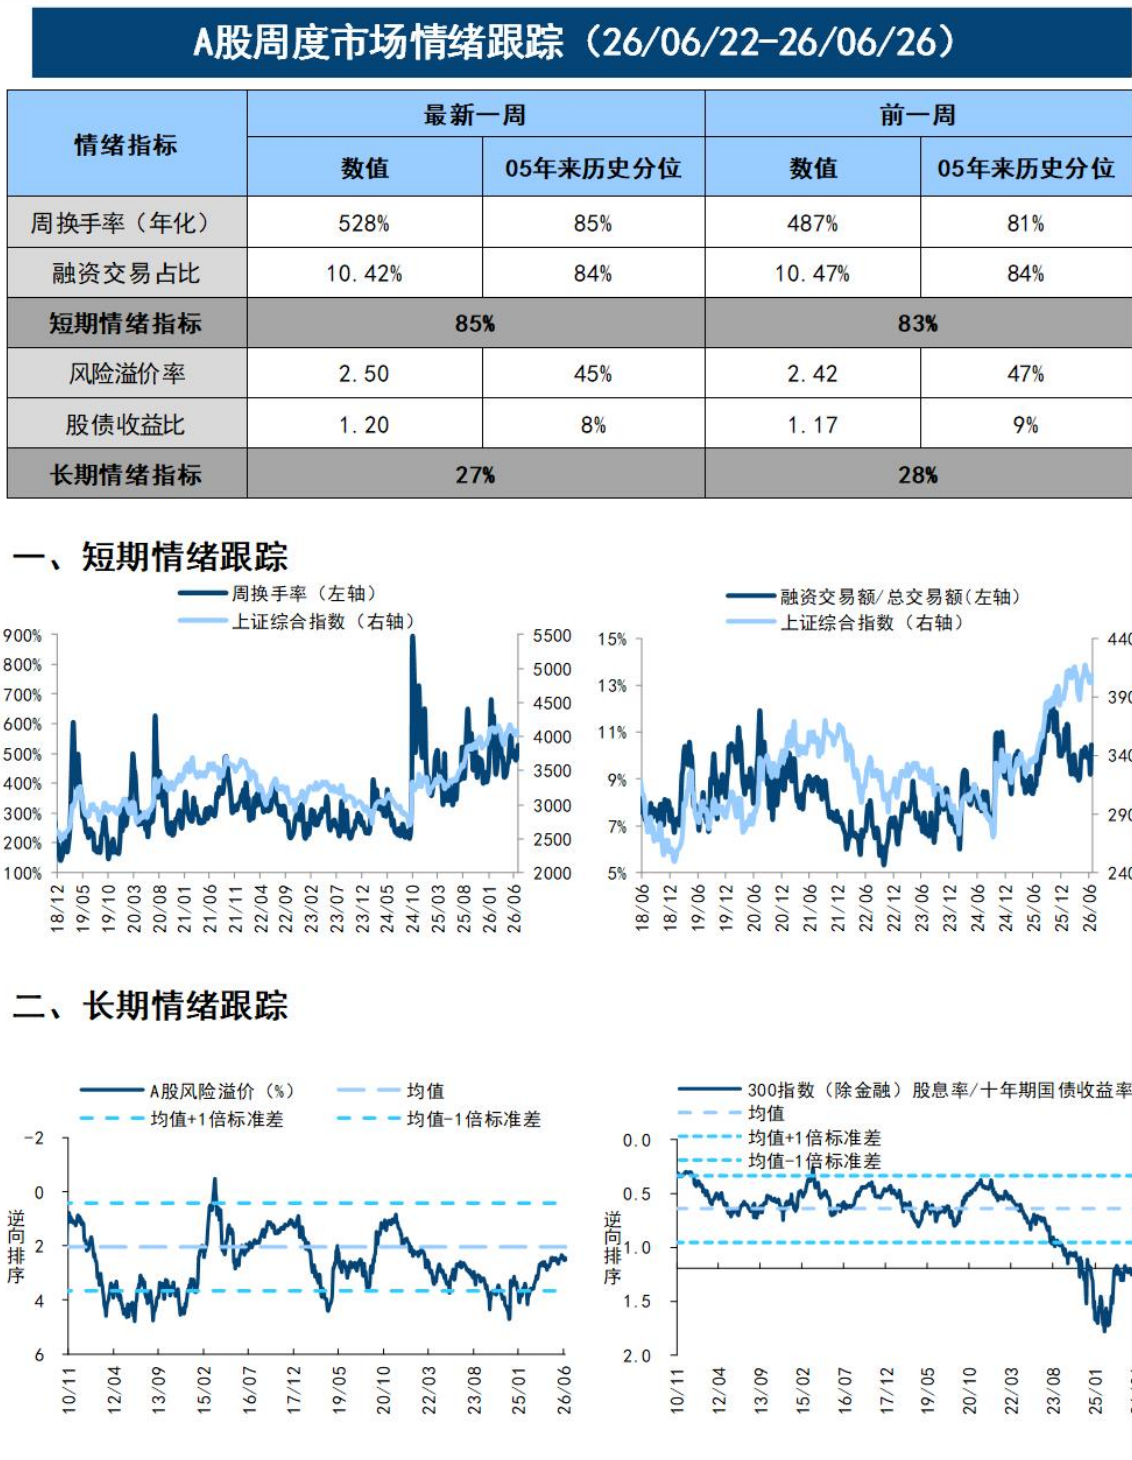 A股周度市场情绪跟踪（26/06/22-26/06/26）
情绪指标 最新一周 前一周
数值 05年来历史分位 数值 05年来历史分位
周换手率（年化） 528% 85% 487% 81%
融资交易占比 10.42% 84% 10.47% 84%
短期情绪指标 85% 83%
风险溢价率 2.50 45% 2.42 47%
股债收益比 1.20 8% 1.17 9%
长期情绪指标 27% 28%
一、短期情绪跟踪
周换手率（左轴）
上证综合指数（右轴）
900%
800%
700%
600%
500%
400%
300%
200%
100%
5500
5000
4500
4000
3500
3000
2500
2000
18/12 19/05 19/10 20/03 20/08 21/01 21/06 21/11 22/04 22/09 23/02 23/07 23/12 24/05 24/10 25/03 25/08 26/01 26/06
融资交易额/总交易额(左轴)
上证综合指数（右轴）
15%
13%
11%
9%
7%
5%
440
390
340
290
240
18/06 18/12 19/06 19/12 20/06 20/12 21/06 21/12 22/06 22/12 23/06 23/12 24/06 24/12 25/06 25/12 26/06
二、长期情绪跟踪
A股风险溢价（%） 均值
均值+1倍标准差 均值-1倍标准差
-2
0
2
4
6
逆向排序
10/11 12/04 13/09 15/02 16/07 17/12 19/05 20/10 22/03 23/08 25/01 26/06
300指数（除金融）股息率/十年期国债收益率
均值
均值+1倍标准差
均值-1倍标准差
0.0
0.5
1.0
1.5
2.0
逆向排序
10/11 12/04 13/09 15/02 16/07 17/12 19/05 20/10 22/03 23/08 25/01